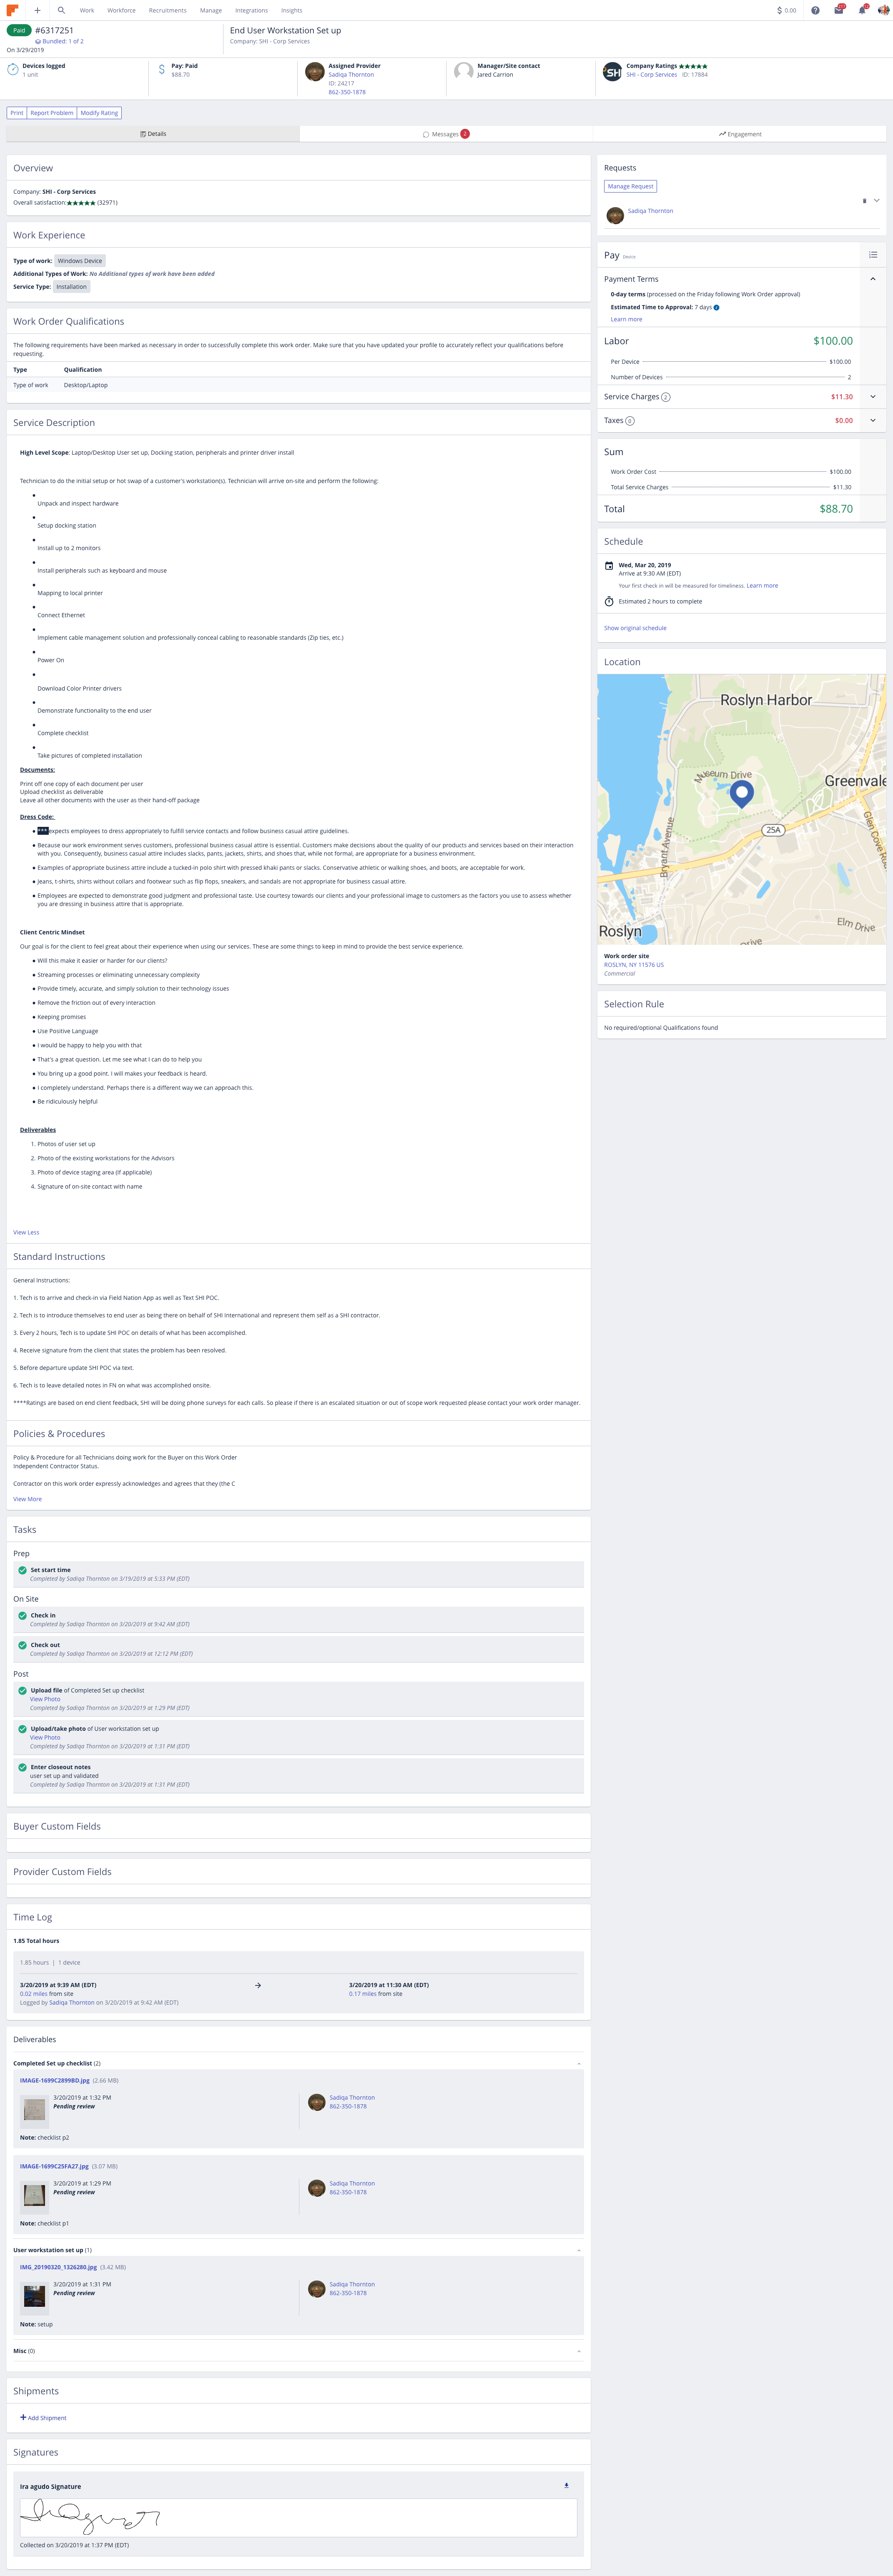 Work Workforce Recruitments Manage Integrations Insights $ 0.00
Paid #6317251
Bundled: 1 of 2
On 3/29/2019
End User Workstation Set up
Company: SHI - Corp Services
Devices logged
1 unit
Pay: Paid
$88.70
Assigned Provider
Sadiqa Thornton
ID: 24217
862-350-1878
Manager/Site contact
Jared Carrion
Company Ratings
SHI - Corp Services ID: 17884
Print Report Problem Modify Rating
Details Messages 2 Engagement
Overview
Company: SHI - Corp Services
Overall satisfaction: (32971)
Work Experience
Type of work: Windows Device
Additional Types of Work: No Additional types of work have been added
Service Type: Installation
Work Order Qualifications
The following requirements have been marked as necessary in order to successfully complete this work order. Make sure that you have updated your profile to accurately reflect your qualifications before
requesting.
Type Qualification
Type of work Desktop/Laptop
Service Description
High Level Scope: Laptop/Desktop User set up, Docking station, peripherals and printer driver install
Technician to do the initial setup or hot swap of a customer's workstation(s). Technician will arrive on-site and perform the following:
Unpack and inspect hardware
Setup docking station
Install up to 2 monitors
Install peripherals such as keyboard and mouse
Mapping to local printer
Connect Ethernet
Implement cable management solution and professionally conceal cabling to reasonable standards (Zip ties, etc.)
Power On
Download Color Printer drivers
Demonstrate functionality to the end user
Complete checklist
Take pictures of completed installation
Documents:
Print off one copy of each document per user
Upload checklist as deliverable
Leave all other documents with the user as their hand-off package
Dress Code:
*** expects employees to dress appropriately to fulfill service contacts and follow business casual attire guidelines.
Because our work environment serves customers, professional business casual attire is essential. Customers make decisions about the quality of our products and services based on their interaction
with you. Consequently, business casual attire includes slacks, pants, jackets, shirts, and shoes that, while not formal, are appropriate for a business environment.
Examples of appropriate business attire include a tucked-in polo shirt with pressed khaki pants or slacks. Conservative athletic or walking shoes, and boots, are acceptable for work.
Jeans, t-shirts, shirts without collars and footwear such as flip flops, sneakers, and sandals are not appropriate for business casual attire.
Employees are expected to demonstrate good judgment and professional taste. Use courtesy towards our clients and your professional image to customers as the factors you use to assess whether
you are dressing in business attire that is appropriate.
Client Centric Mindset
Our goal is for the client to feel great about their experience when using our services. These are some things to keep in mind to provide the best service experience.
Will this make it easier or harder for our clients?
Streaming processes or eliminating unnecessary complexity
Provide timely, accurate, and simply solution to their technology issues
Remove the friction out of every interaction
Keeping promises
Use Positive Language
I would be happy to help you with that
That's a great question. Let me see what I can do to help you
You bring up a good point. I will makes your feedback is heard.
I completely understand. Perhaps there is a different way we can approach this.
Be ridiculously helpful
Deliverables
1. Photos of user set up
2. Photo of the existing workstations for the Advisors
3. Photo of device staging area (If applicable)
4. Signature of on-site contact with name
View Less
Standard Instructions
General Instructions:
1. Tech is to arrive and check-in via Field Nation App as well as Text SHI POC.
2. Tech is to introduce themselves to end user as being there on behalf of SHI International and represent them self as a SHI contractor.
3. Every 2 hours, Tech is to update SHI POC on details of what has been accomplished.
4. Receive signature from the client that states the problem has been resolved.
5. Before departure update SHI POC via text.
6. Tech is to leave detailed notes in FN on what was accomplished onsite.
****Ratings are based on end client feedback, SHI will be doing phone surveys for each calls. So please if there is an escalated situation or out of scope work requested please contact your work order manager.
Policies & Procedures
Policy & Procedure for all Technicians doing work for the Buyer on this Work Order
Independent Contractor Status.
Contractor on this work order expressly acknowledges and agrees that they (the C
View More
Tasks
Prep
Set start time
Completed by Sadiqa Thornton on 3/19/2019 at 5:33 PM (EDT)
On Site
Check in
Completed by Sadiqa Thornton on 3/20/2019 at 9:42 AM (EDT)
Check out
Completed by Sadiqa Thornton on 3/20/2019 at 12:12 PM (EDT)
Post
Upload file of Completed Set up checklist
View Photo
Completed by Sadiqa Thornton on 3/20/2019 at 1:29 PM (EDT)
Upload/take photo of User workstation set up
View Photo
Completed by Sadiqa Thornton on 3/20/2019 at 1:31 PM (EDT)
Enter closeout notes
user set up and validated
Completed by Sadiqa Thornton on 3/20/2019 at 1:31 PM (EDT)
Buyer Custom Fields
Provider Custom Fields
Time Log
1.85 Total hours
1.85 hours | 1 device
3/20/2019 at 9:39 AM (EDT) → 3/20/2019 at 11:30 AM (EDT)
0.02 miles from site 0.17 miles from site
Logged by Sadiqa Thornton on 3/20/2019 at 9:42 AM (EDT)
Deliverables
Completed Set up checklist (2)
IMAGE-1699C2899BD.jpg (2.66 MB)
3/20/2019 at 1:32 PM
Pending review
Sadiqa Thornton
862-350-1878
Note: checklist p2
IMAGE-1699C25FA27.jpg (3.07 MB)
3/20/2019 at 1:29 PM
Pending review
Sadiqa Thornton
862-350-1878
Note: checklist p1
User workstation set up (1)
IMG_20190320_1326280.jpg (3.42 MB)
3/20/2019 at 1:31 PM
Pending review
Sadiqa Thornton
862-350-1878
Note: setup
Misc (0)
Shipments
Add Shipment
Signatures
Ira agudo Signature
Collected on 3/20/2019 at 1:37 PM (EDT)
Requests
Manage Request
Sadiqa Thornton
Pay Device
Payment Terms
0-day terms (processed on the Friday following Work Order approval)
Estimated Time to Approval: 7 days
Learn more
Labor $100.00
Per Device $100.00
Number of Devices 2
Service Charges 2 $11.30
Taxes 0 $0.00
Sum
Work Order Cost $100.00
Total Service Charges $11.30
Total $88.70
Schedule
Wed, Mar 20, 2019
Arrive at 9:30 AM (EDT)
Your first check in will be measured for timeliness. Learn more
Estimated 2 hours to complete
Show original schedule
Location
Roslyn Harbor
Museum Drive
Greenvale
25A
Bryant Avenue
Glen Cove
Roslyn
Elm Drive
Work order site
ROSLYN, NY 11576 US
Commercial
Selection Rule
No required/optional Qualifications found